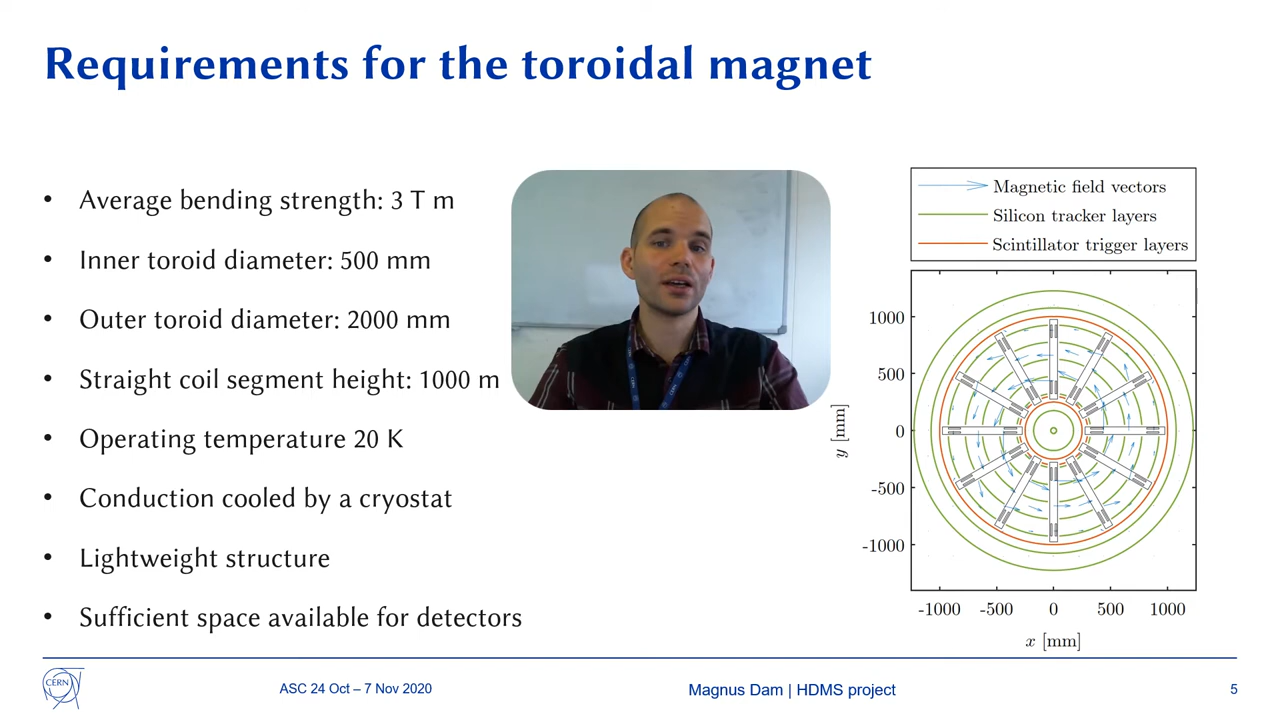 Requirements for the toroidal magnet
• Average bending strength: 3 T m
• Inner toroid diameter: 500 mm
• Outer toroid diameter: 2000 mm
• Straight coil segment height: 1000 m
• Operating temperature 20 K
• Conduction cooled by a cryostat
• Lightweight structure
• Sufficient space available for detectors
CERN
Magnetic field vectors
Silicon tracker layers
Scintillator trigger layers
1000
500
0
-500
-1000
y [mm]
-1000 -500 0 500 1000
x [mm]
CERN
ASC 24 Oct – 7 Nov 2020
Magnus Dam | HDMS project
5